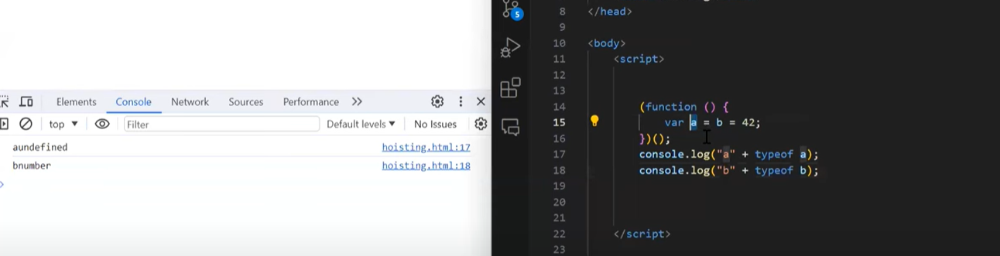 Elements Console Network Sources Performance
top Filter Default levels ▼ No Issues
aundefined hoisting.html:17
bnumber hoisting.html:18
5
8 </head>
9
10 <body>
11 <script>
12
13
14 (function () {
15 var a = b = 42;
16 })();
17 console.log("a" + typeof a);
18 console.log("b" + typeof b);
19
20
21
22 </script>
23